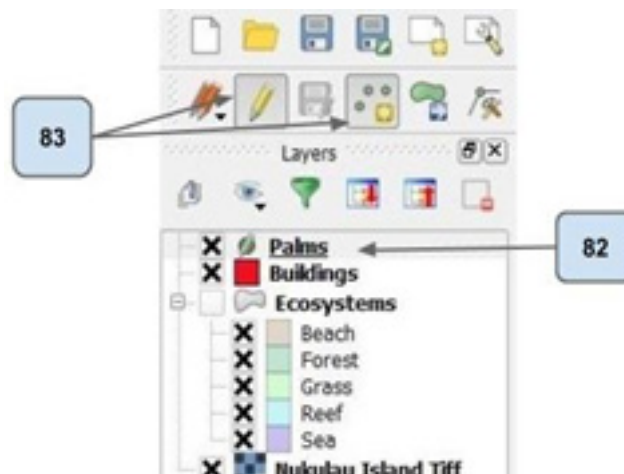 83
Layers
Palms
82
Buildings
Ecosystems
Beach
Forest
Grass
Reef
Sea
Nukulau Island Tiff